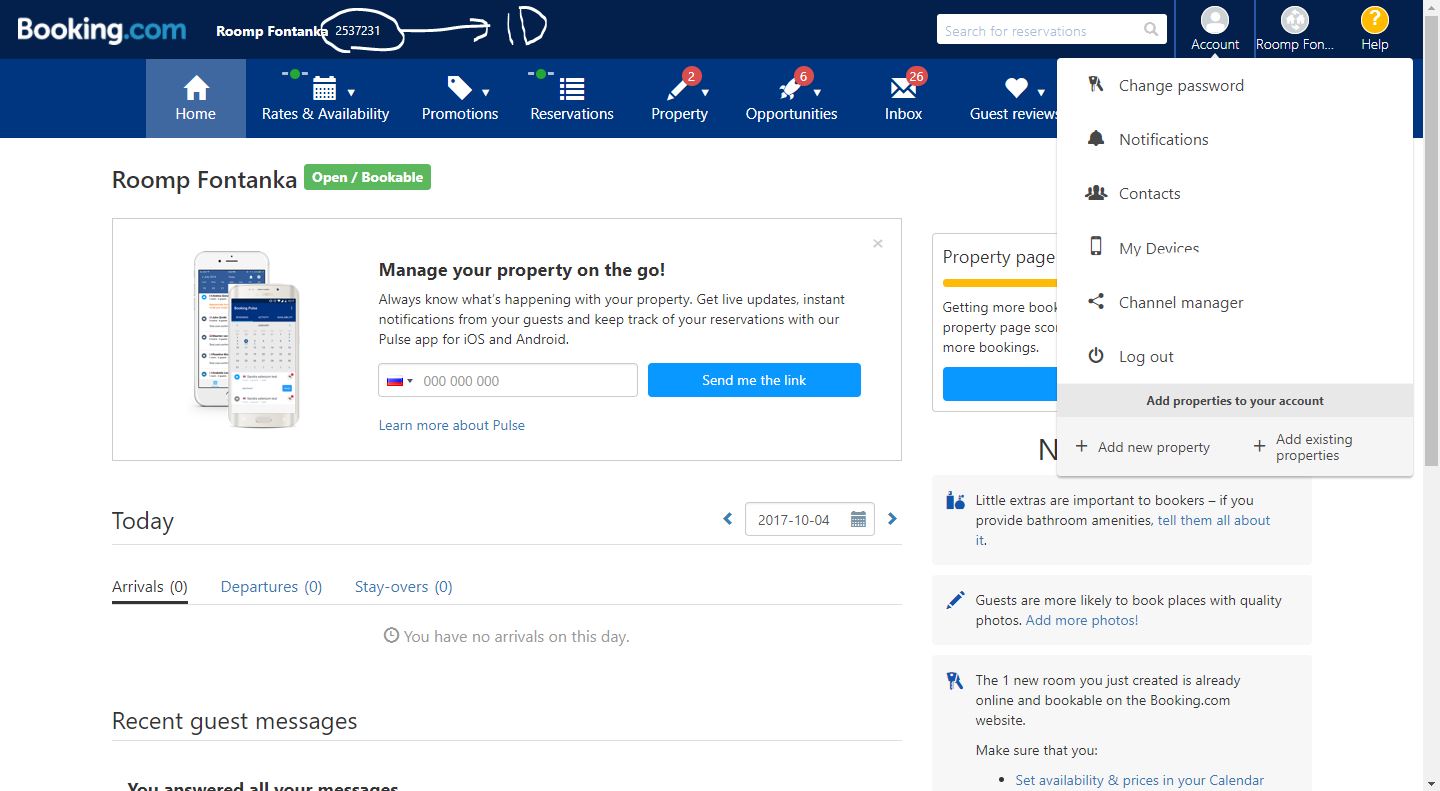 Booking.com
Roomp Fontanka 2537231
ID
Search for reservations
Account
Roomp Fon...
Help
Home
Rates & Availability
Promotions
Reservations
2
Property
6
Opportunities
26
Inbox
Guest reviews
Change password
Notifications
Contacts
My Devices
Channel manager
Log out
Add properties to your account
+ Add new property
+ Add existing
properties
Roomp Fontanka
Open / Bookable
×
Manage your property on the go!
Always know what's happening with your property. Get live updates, instant
notifications from your guests and keep track of your reservations with our
Pulse app for iOS and Android.
000 000 000
Send me the link
Learn more about Pulse
Property page
Getting more book
property page sco
more bookings.
N
Little extras are important to bookers – if you
provide bathroom amenities, tell them all about
it.
Guests are more likely to book places with quality
photos. Add more photos!
The 1 new room you just created is already
online and bookable on the Booking.com
website.
Make sure that you:
• Set availability & prices in your Calendar
Today
2017-10-04
Arrivals (0)
Departures (0)
Stay-overs (0)
You have no arrivals on this day.
Recent guest messages
You answered all your messages